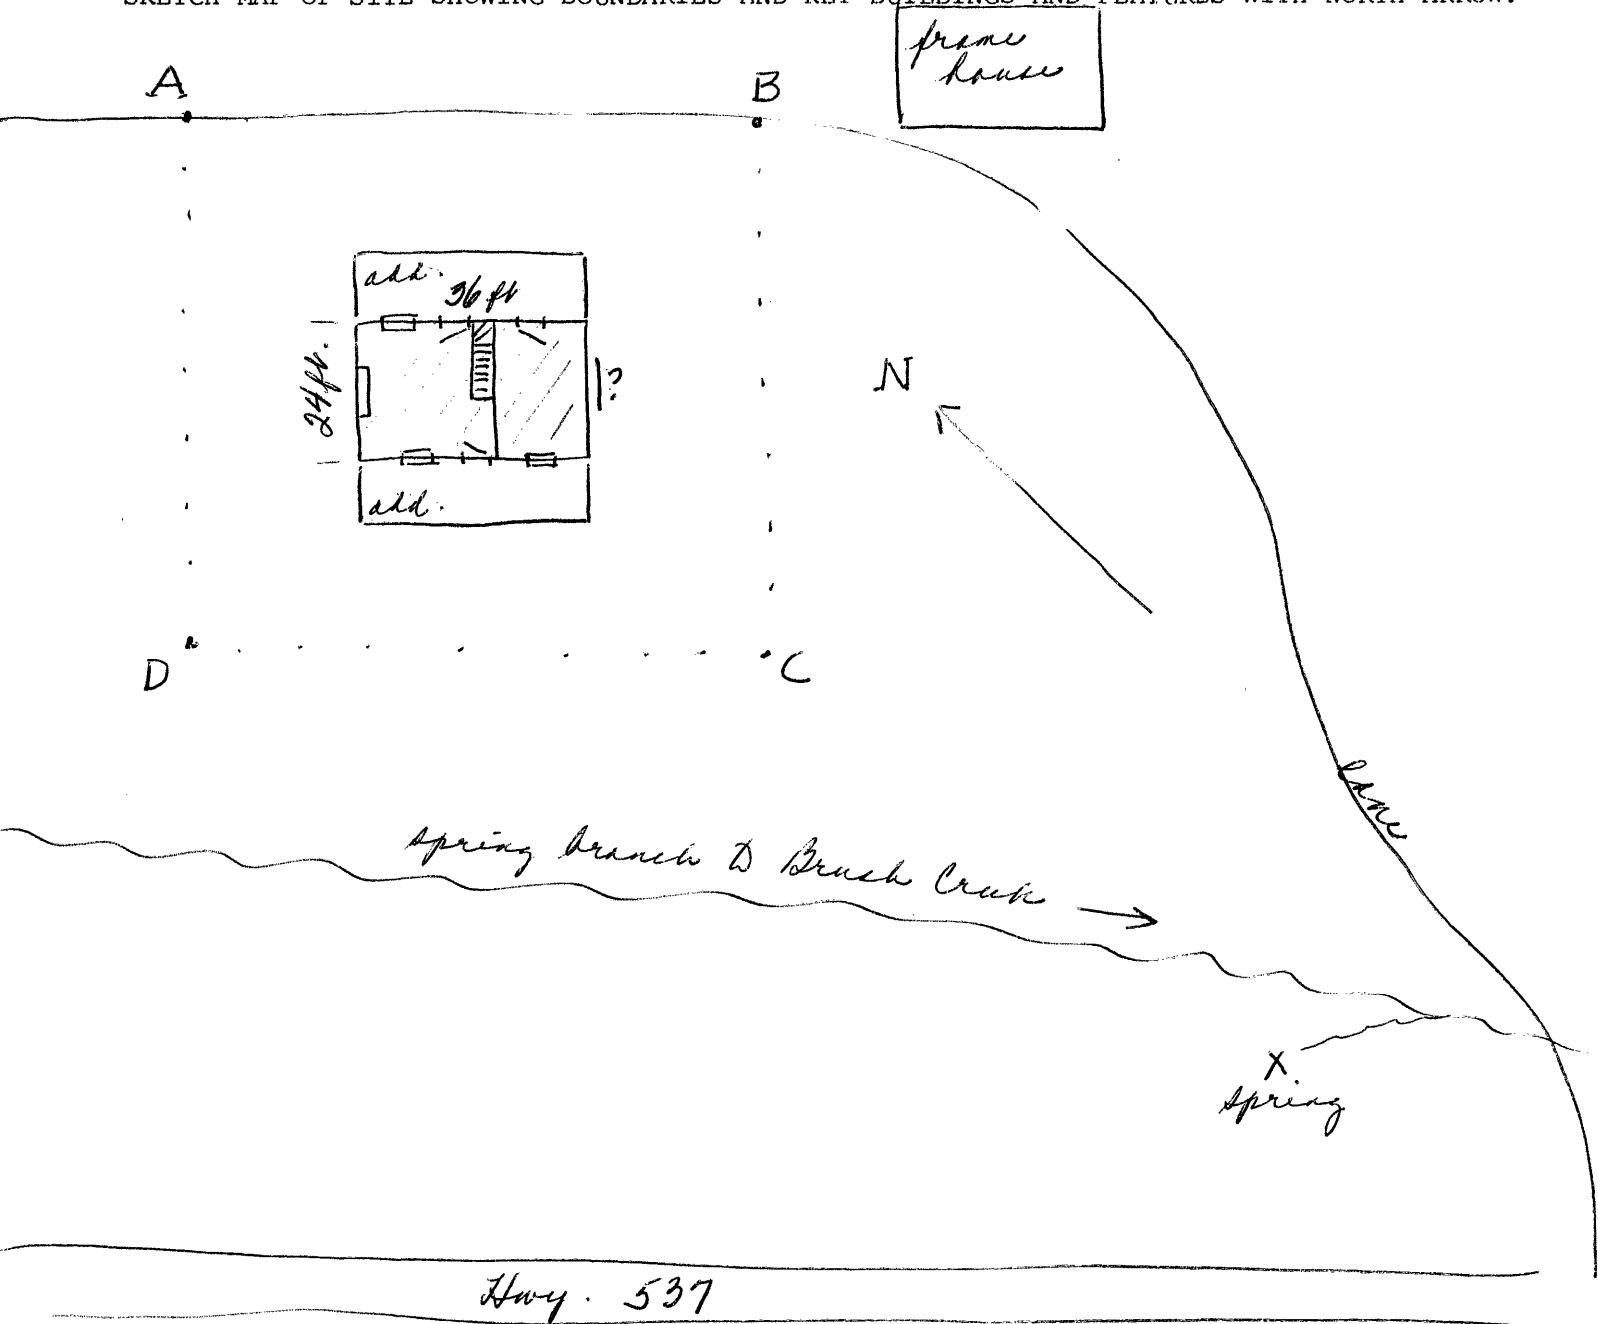 SKETCH MAP OF SITE SHOWING BOUNDARIES AND KEY BUILDINGS AND FEATURES WITH NORTH ARROW.
frame
house
A
B
add.
36 ft
24 ft.
?
N
add.
D
C
lane
spring branch to Brush Creek
X
spring
Hwy. 537